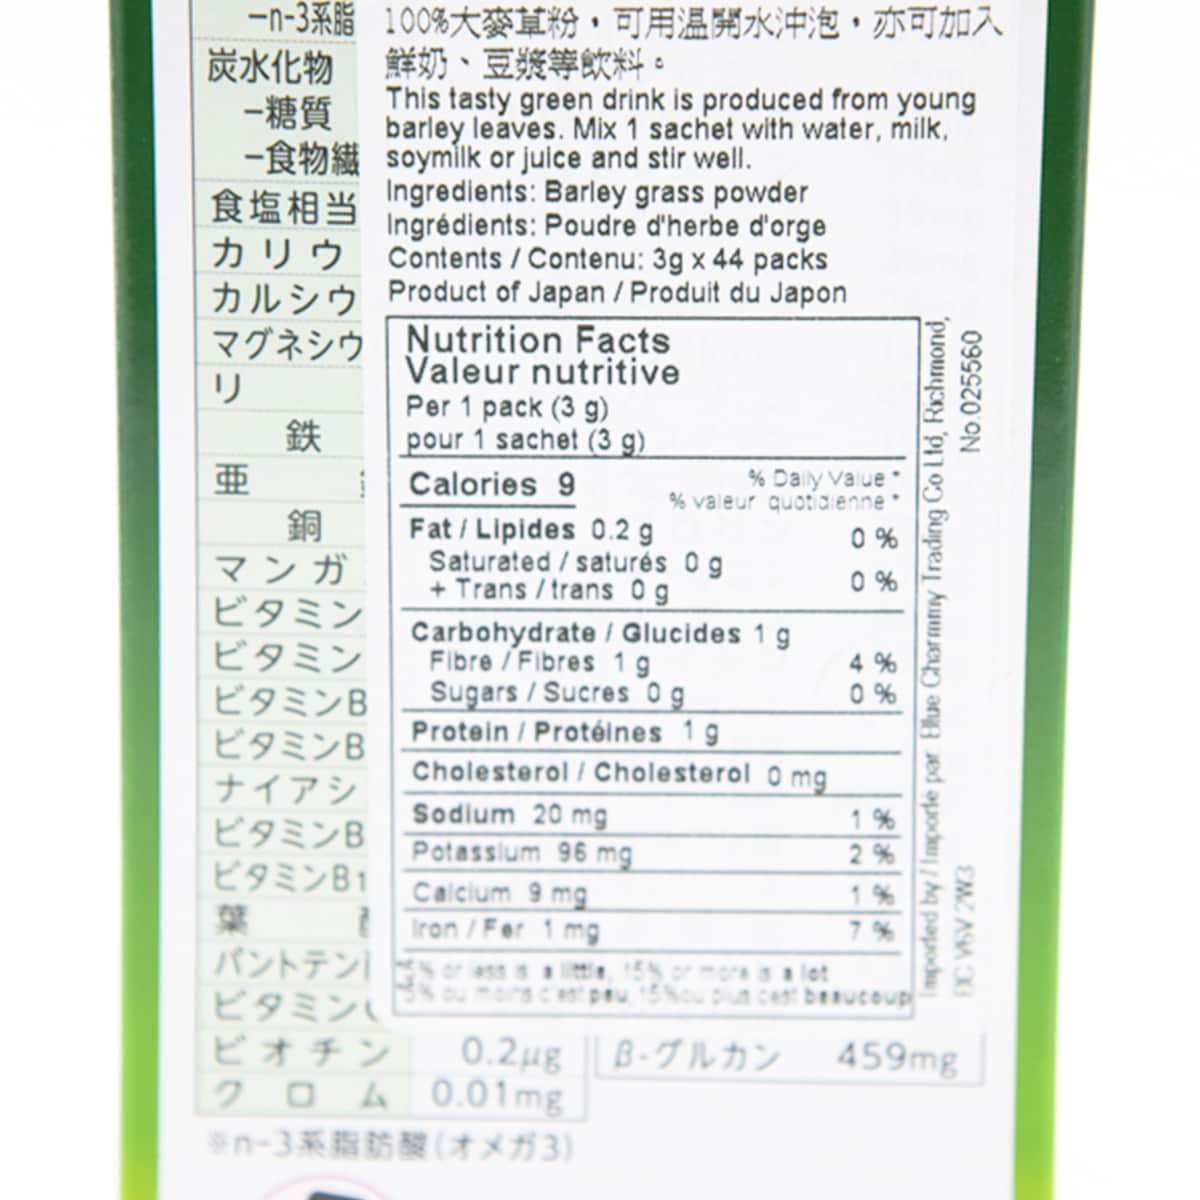 −n-3系脂
炭水化物
−糖質
−食物繊
食塩相当
カリウ
カルシウ
マグネシウ
リ
鉄
亜
銅
マンガ
ビタミン
ビタミン
ビタミンB
ビタミンB
ナイアシ
ビタミンB
ビタミンB1
葉
パントテン
ビタミン
ビオチン 0.2μg
クロム 0.01mg
β-グルカン 459mg
※n-3系脂肪酸(オメガ3)
100%大麥草粉，可用温開水沖泡，亦可加入
鮮奶、豆漿等飲料。
This tasty green drink is produced from young
barley leaves. Mix 1 sachet with water, milk,
soymilk or juice and stir well.
Ingredients: Barley grass powder
Ingrédients: Poudre d'herbe d'orge
Contents / Contenu: 3g x 44 packs
Product of Japan / Produit du Japon
Nutrition Facts
Valeur nutritive
Per 1 pack (3 g)
pour 1 sachet (3 g)
Calories 9
% Daily Value *
% valeur quotidienne *
Fat / Lipides 0.2 g 0 %
Saturated / saturés 0 g
+ Trans / trans 0 g 0 %
Carbohydrate / Glucides 1 g
Fibre / Fibres 1 g 4 %
Sugars / Sucres 0 g 0 %
Protein / Protéines 1 g
Cholesterol / Cholesterol 0 mg
Sodium 20 mg 1 %
Potassium 96 mg 2 %
Calcium 9 mg 1 %
Iron / Fer 1 mg 7 %
5% or less is a little, 15% or more is a lot
5% ou moins c'est peu, 15%ou plus cest beaucoup
Imported by / Importe par. Blue Charmmy Trading Co Ltd, Richmond,
BC V6V 2W3
No.025560